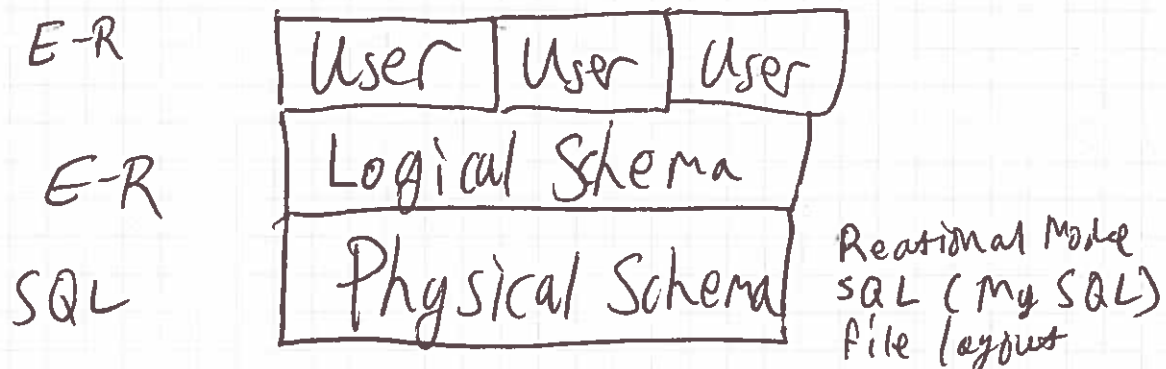 E-R User User User
E-R Logical Schema
SQL Physical Schema
Reational Mode
SQL (My SQL)
file layout